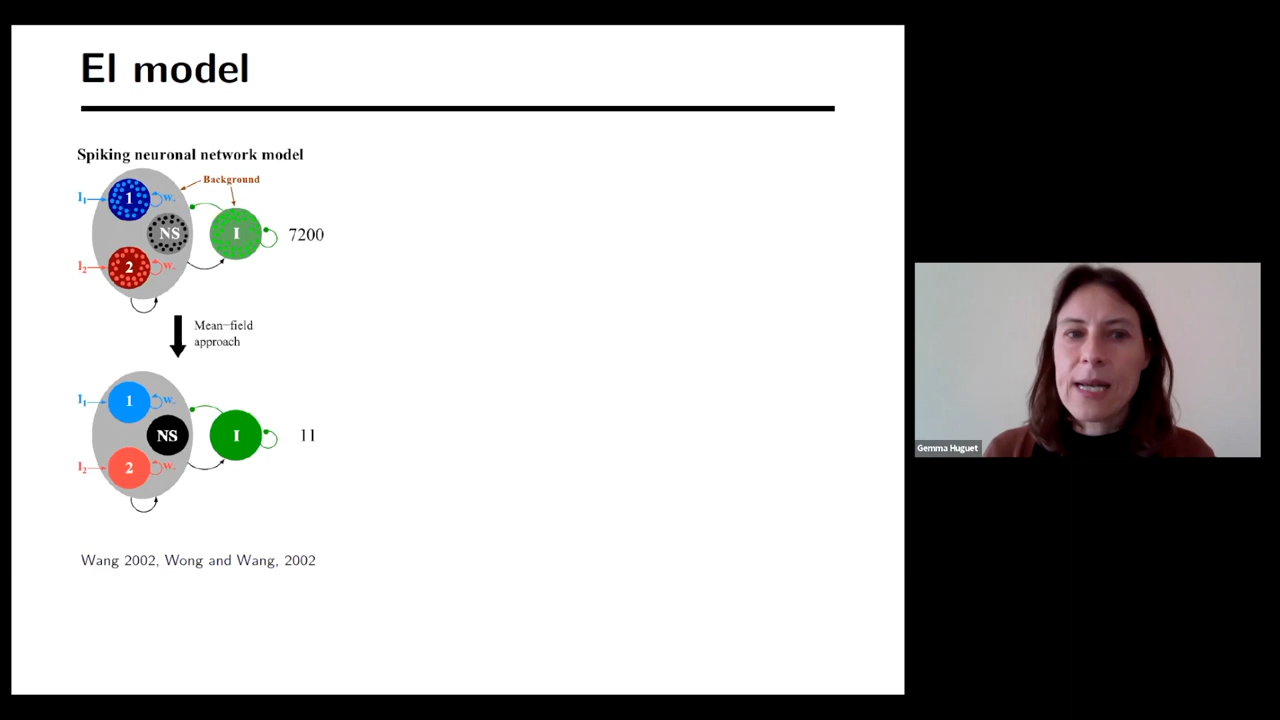 El model
Spiking neuronal network model
Background
I1 1 w+
NS I 7200
I2 2 w+
Mean-field
approach
I1 1 w+
NS I 11
I2 2 w+
Wang 2002, Wong and Wang, 2002
Gemma Huguet